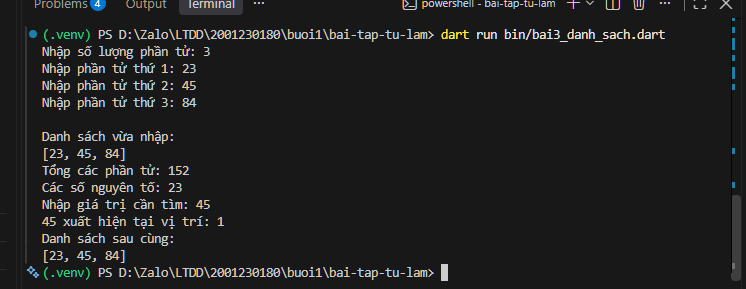 Problems 4 Output Terminal ... powershell - bai-tap-tu-lam
(.venv) PS D:\Zalo\LTDD\2001230180\buoi1\bai-tap-tu-lam> dart run bin/bai3_danh_sach.dart
Nhập số lượng phần tử: 3
Nhập phần tử thứ 1: 23
Nhập phần tử thứ 2: 45
Nhập phần tử thứ 3: 84
Danh sách vừa nhập:
[23, 45, 84]
Tổng các phần tử: 152
Các số nguyên tố: 23
Nhập giá trị cần tìm: 45
45 xuất hiện tại vị trí: 1
Danh sách sau cùng:
[23, 45, 84]
(.venv) PS D:\Zalo\LTDD\2001230180\buoi1\bai-tap-tu-lam>